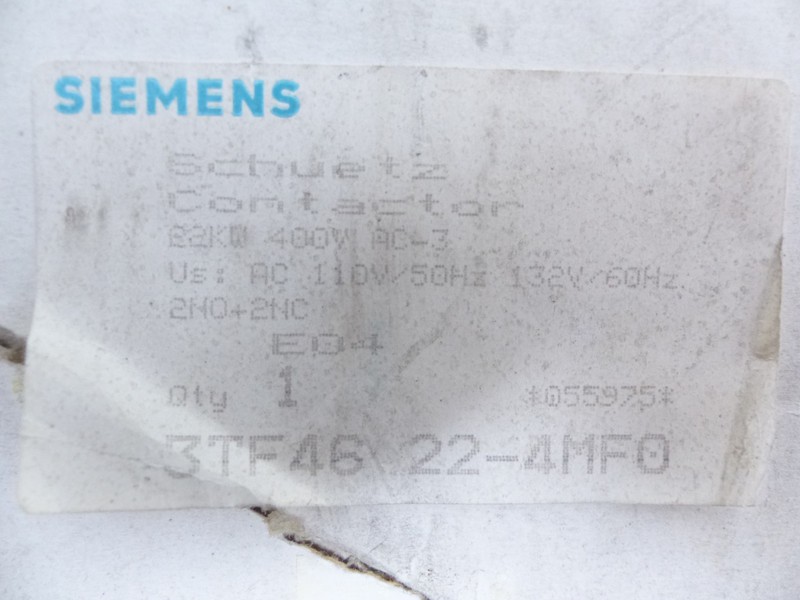 SIEMENS
Schuetz
Contactor
22KW 400V AC-3
Us: AC 110V/50Hz 132V/60Hz
2NO+2NC
E04
Qty 1 *055975*
3TF46 22-4MF0